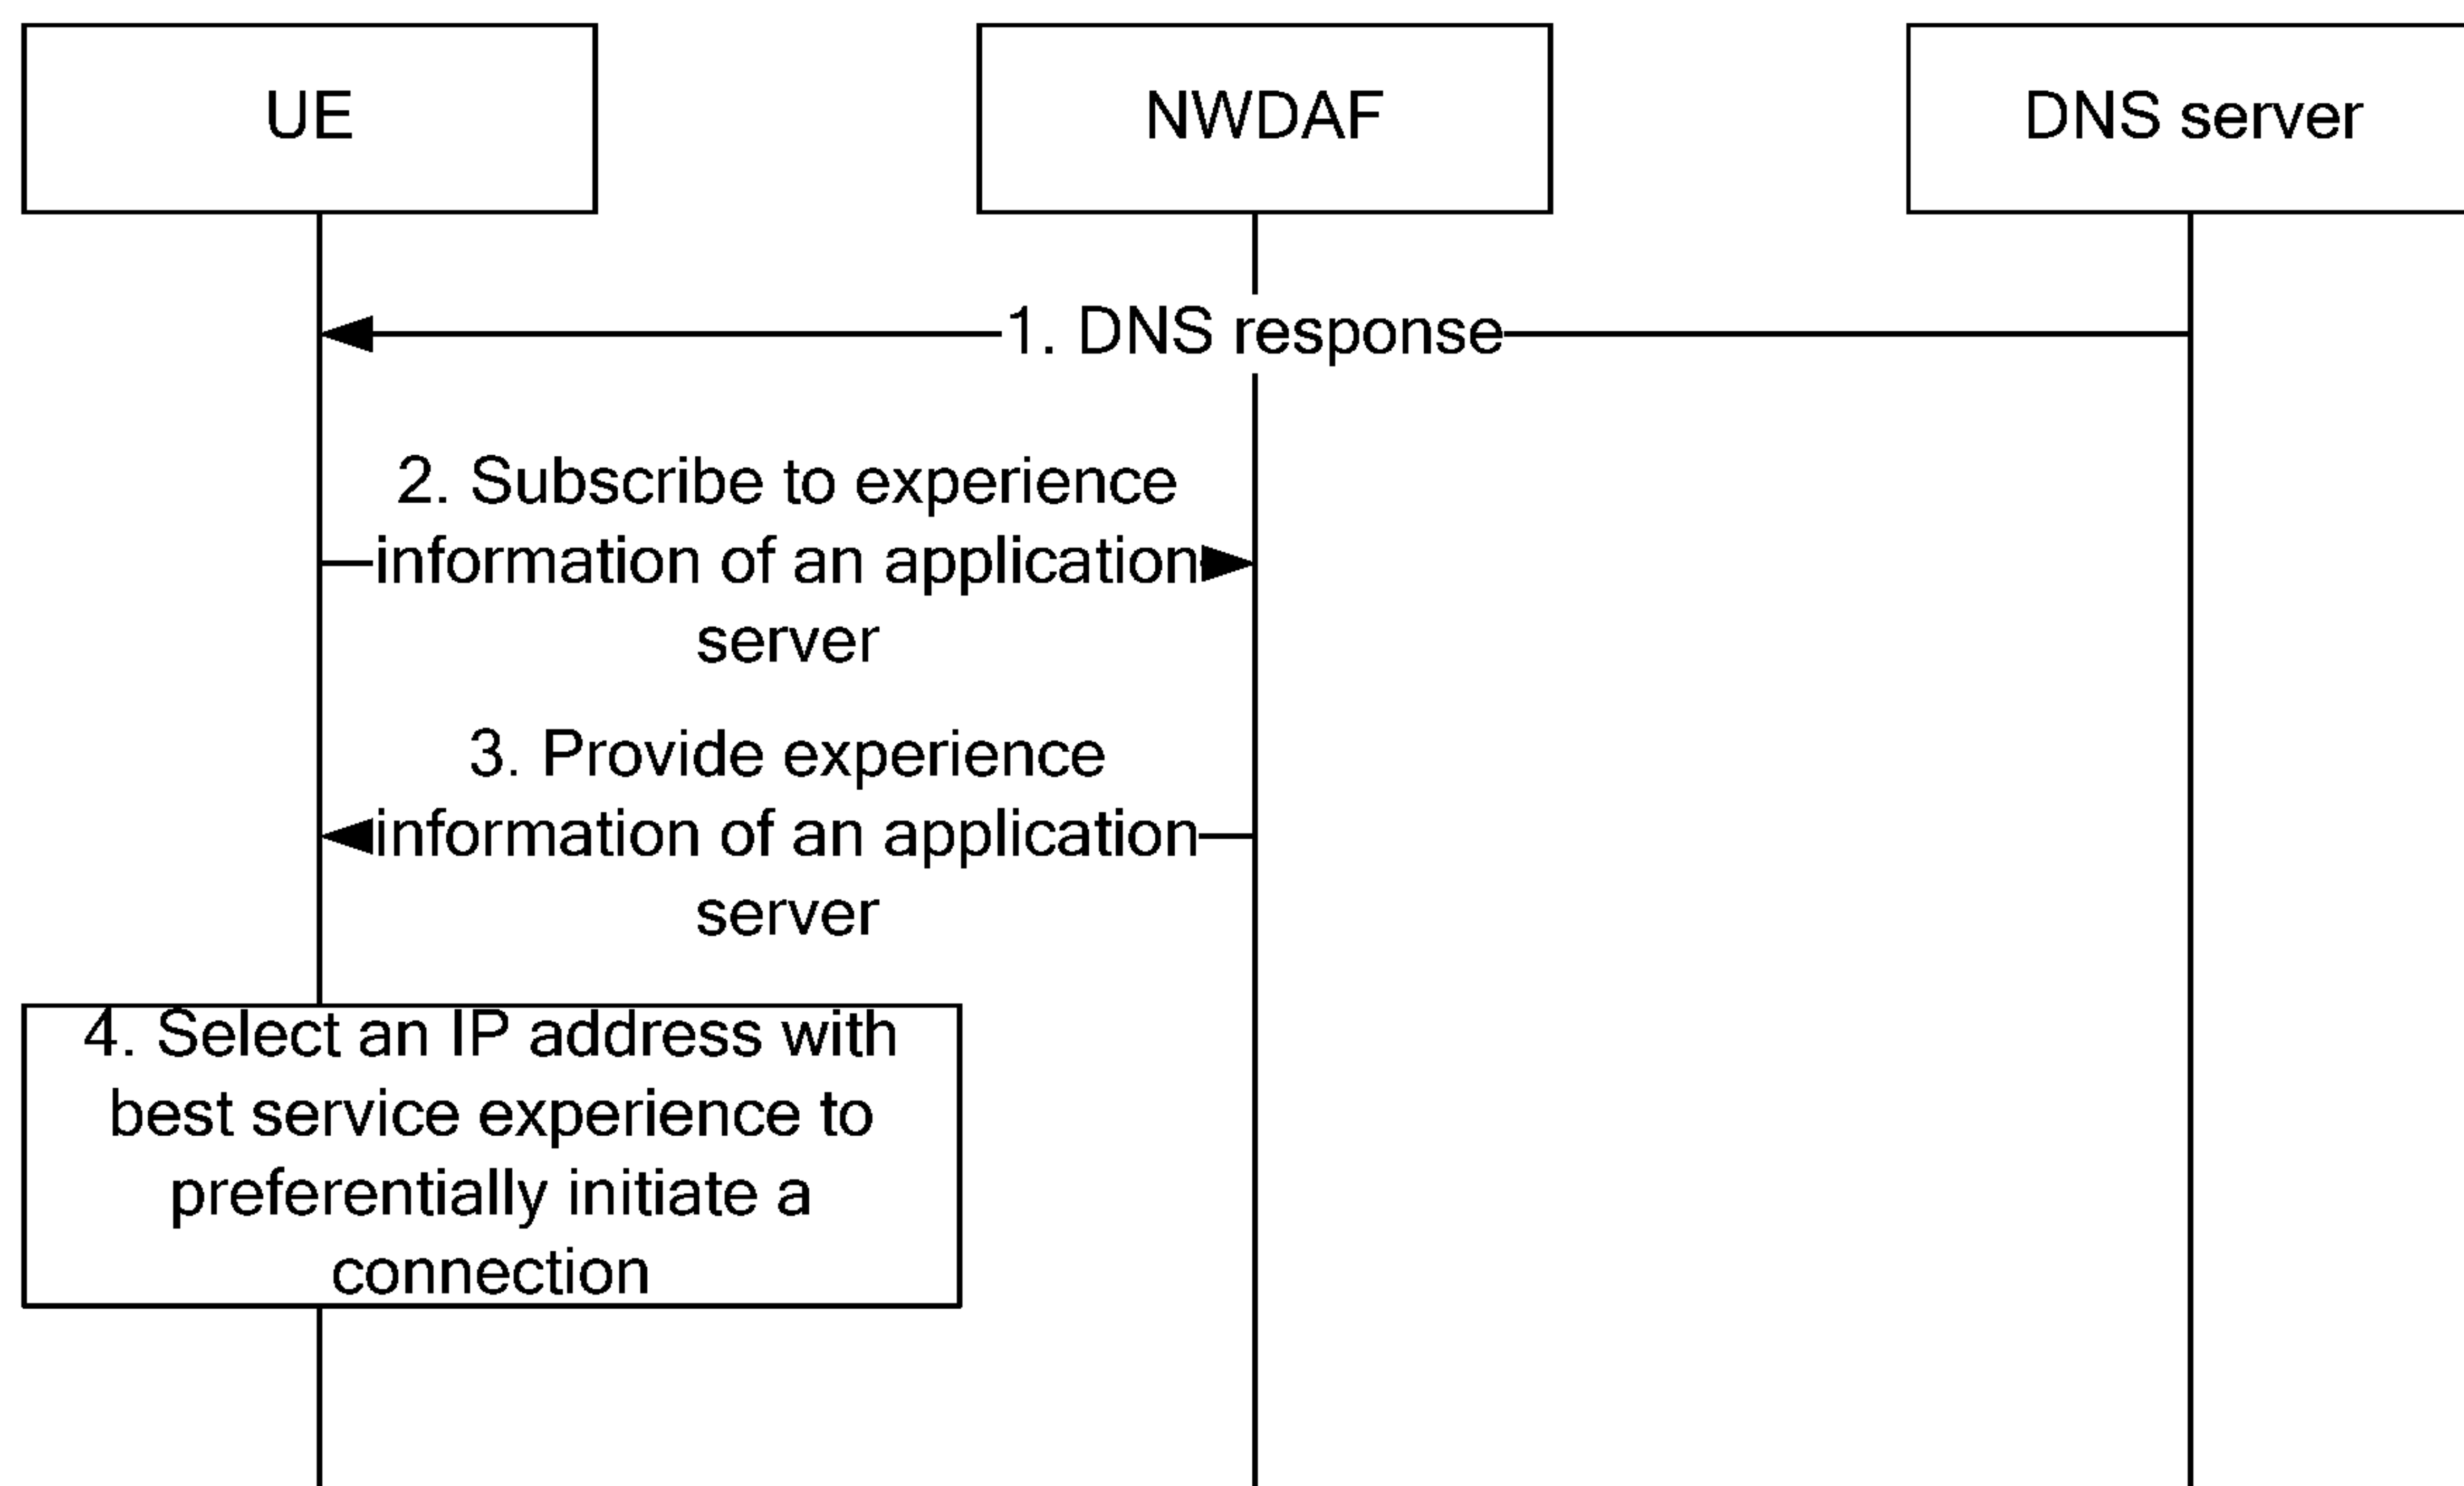 UE
NWDAF
DNS server
1. DNS response
2. Subscribe to experience
information of an application
server
3. Provide experience
information of an application
server
4. Select an IP address with
best service experience to
preferentially initiate a
connection